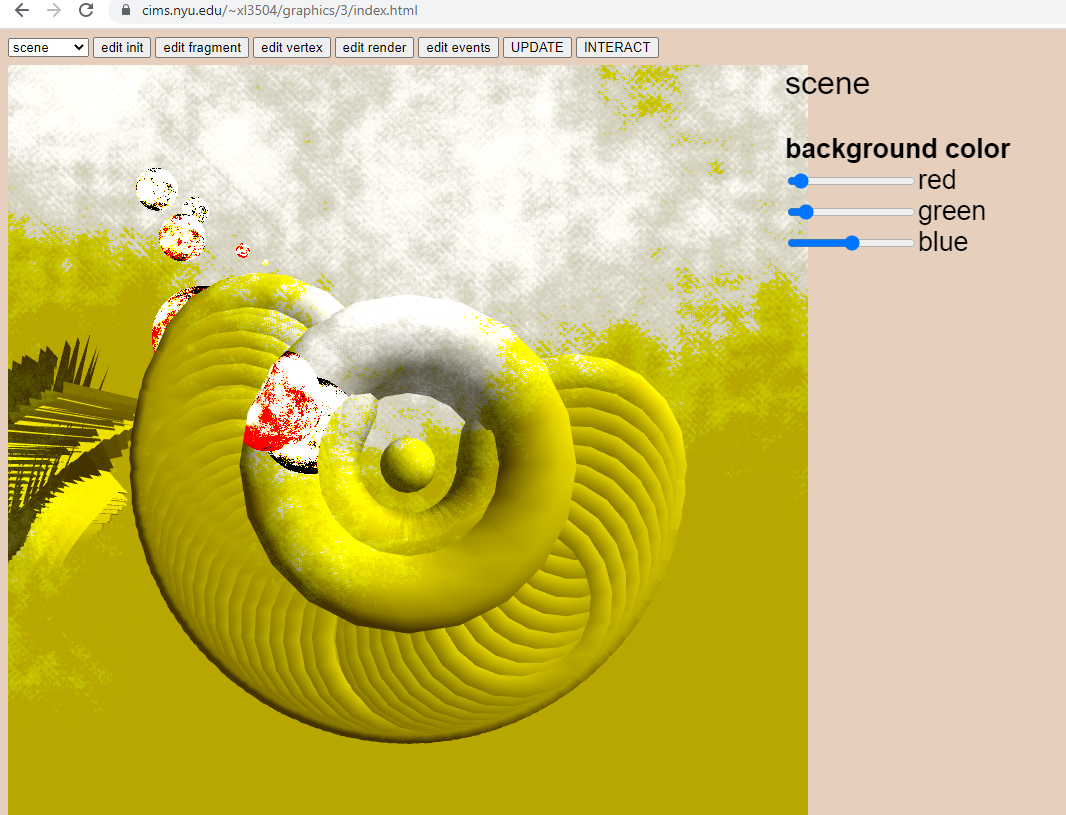 cims.nyu.edu/~xl3504/graphics/3/index.html
scene edit init edit fragment edit vertex edit render edit events UPDATE INTERACT
scene
background color
red
green
blue